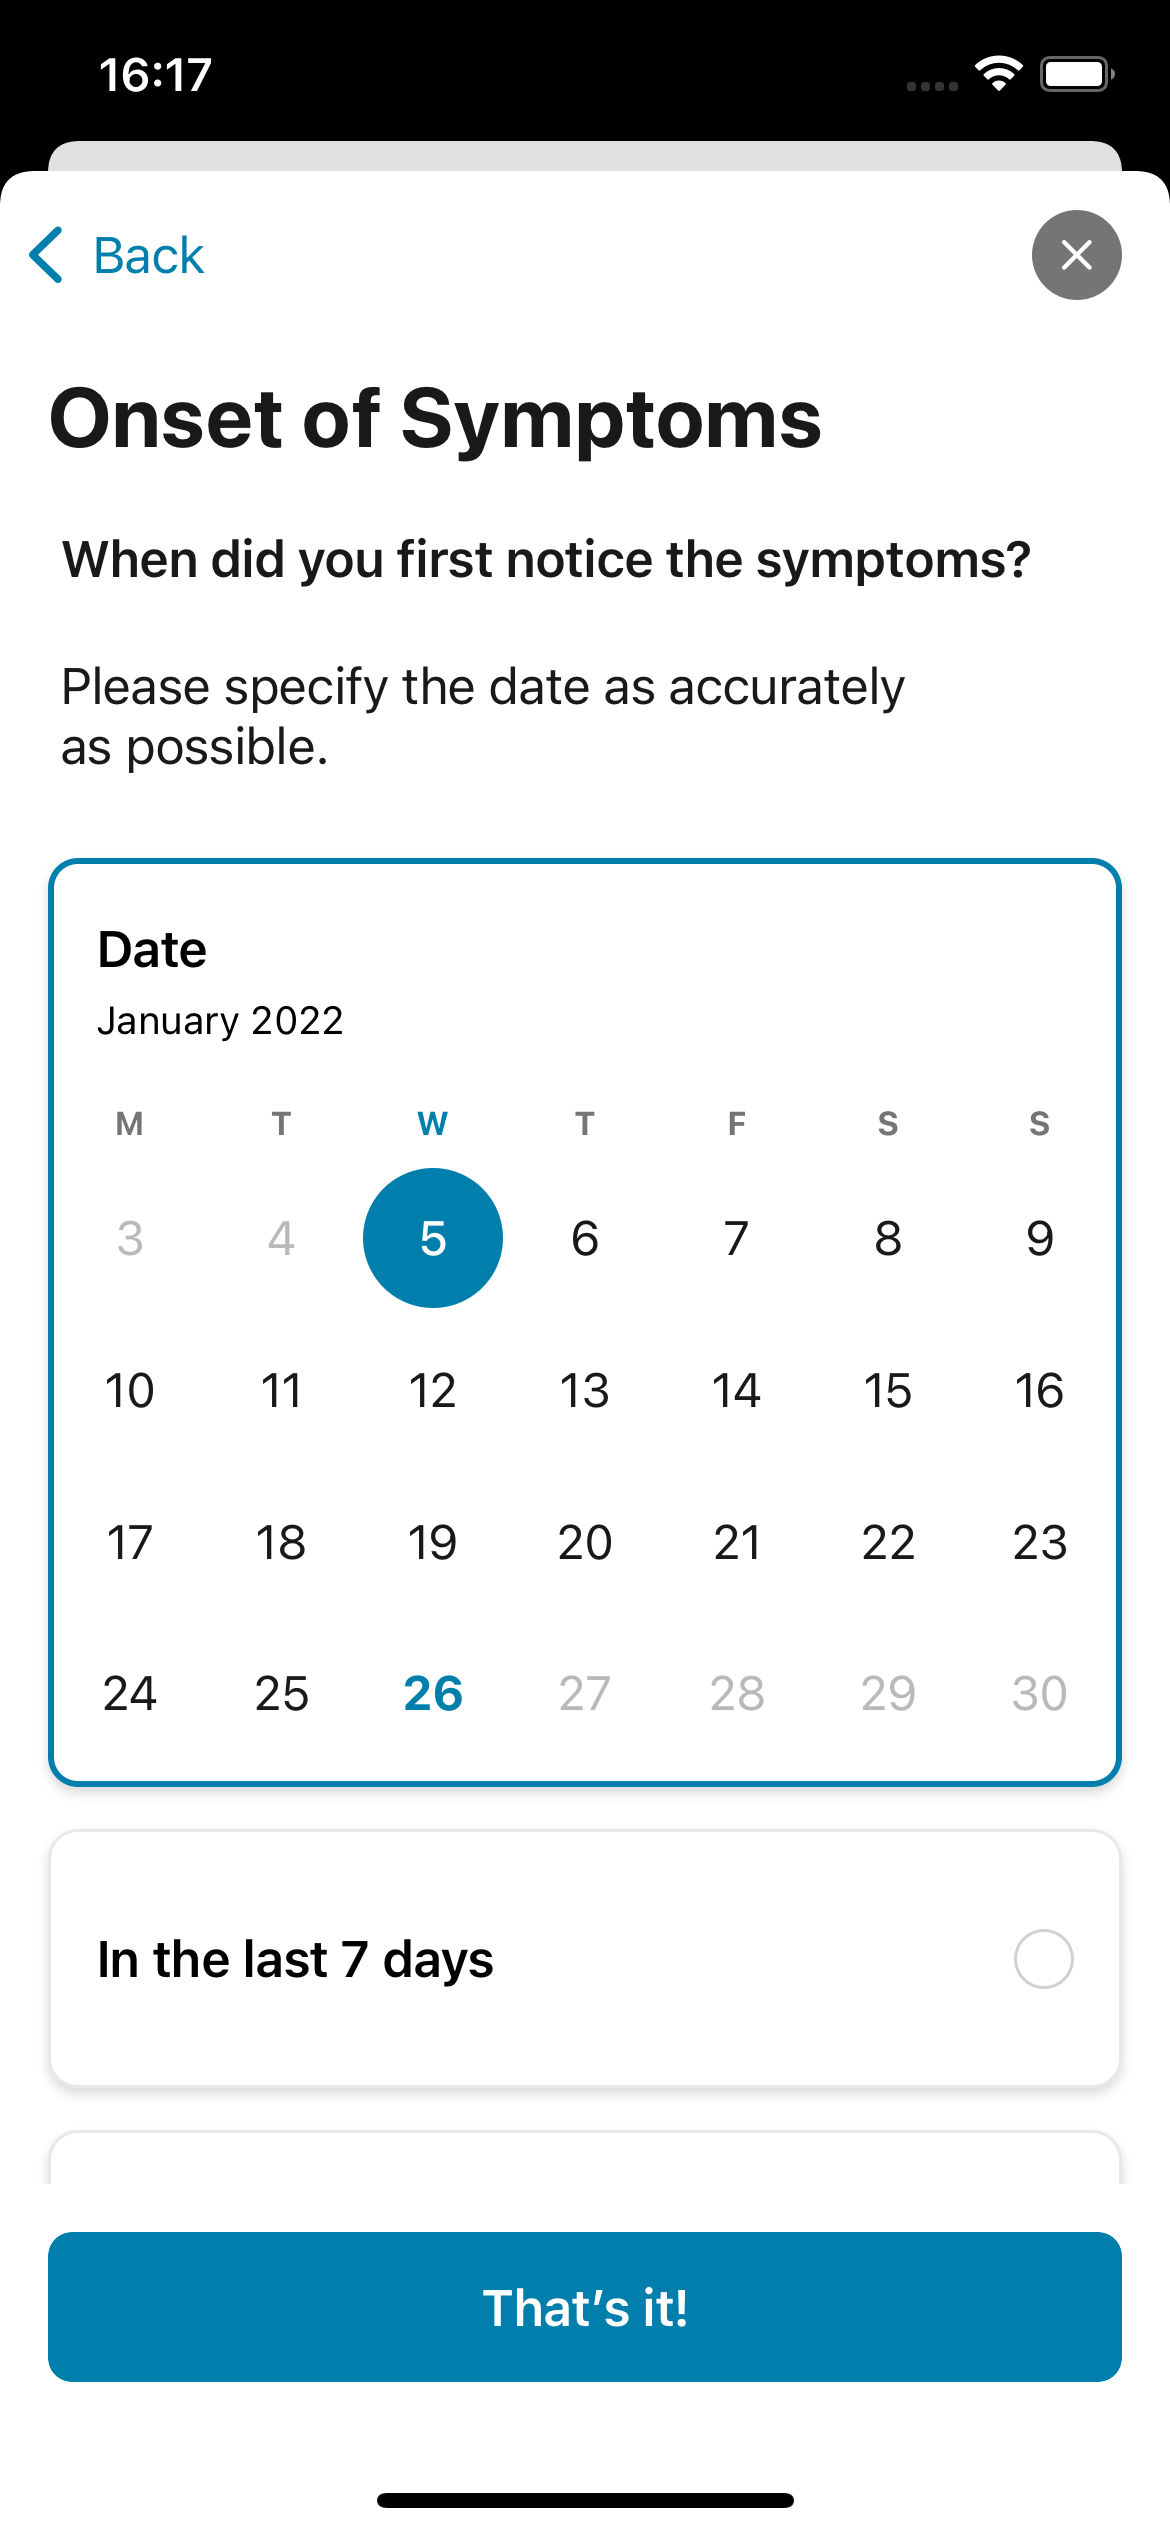 16:17
Back
Onset of Symptoms
When did you first notice the symptoms?
Please specify the date as accurately
as possible.
Date
January 2022
M T W T F S S
3 4 5 6 7 8 9
10 11 12 13 14 15 16
17 18 19 20 21 22 23
24 25 26 27 28 29 30
In the last 7 days
That’s it!